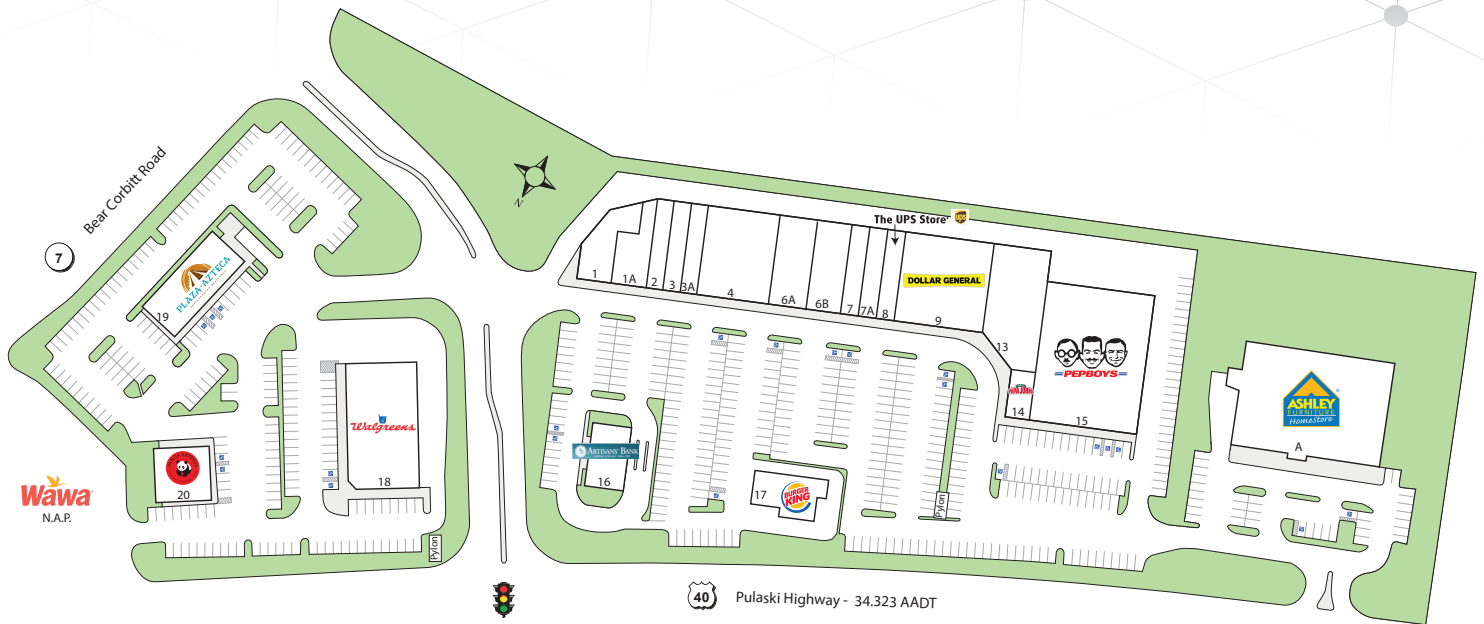 Bear Corbitt Road
7
N
The UPS Store
ups
1
1A
2
3
3A
4
6A
6B
7
7A
8
DOLLAR GENERAL
9
13
PEPBOYS
14
15
ASHLEY
FURNITURE
HomeStore
A
PLAZA AZTECA
19
Walgreens
18
20
Wawa
N.A.P.
ARTISANS' BANK
16
17
BURGER
KING
Pylon
Pylon
40
Pulaski Highway - 34.323 AADT